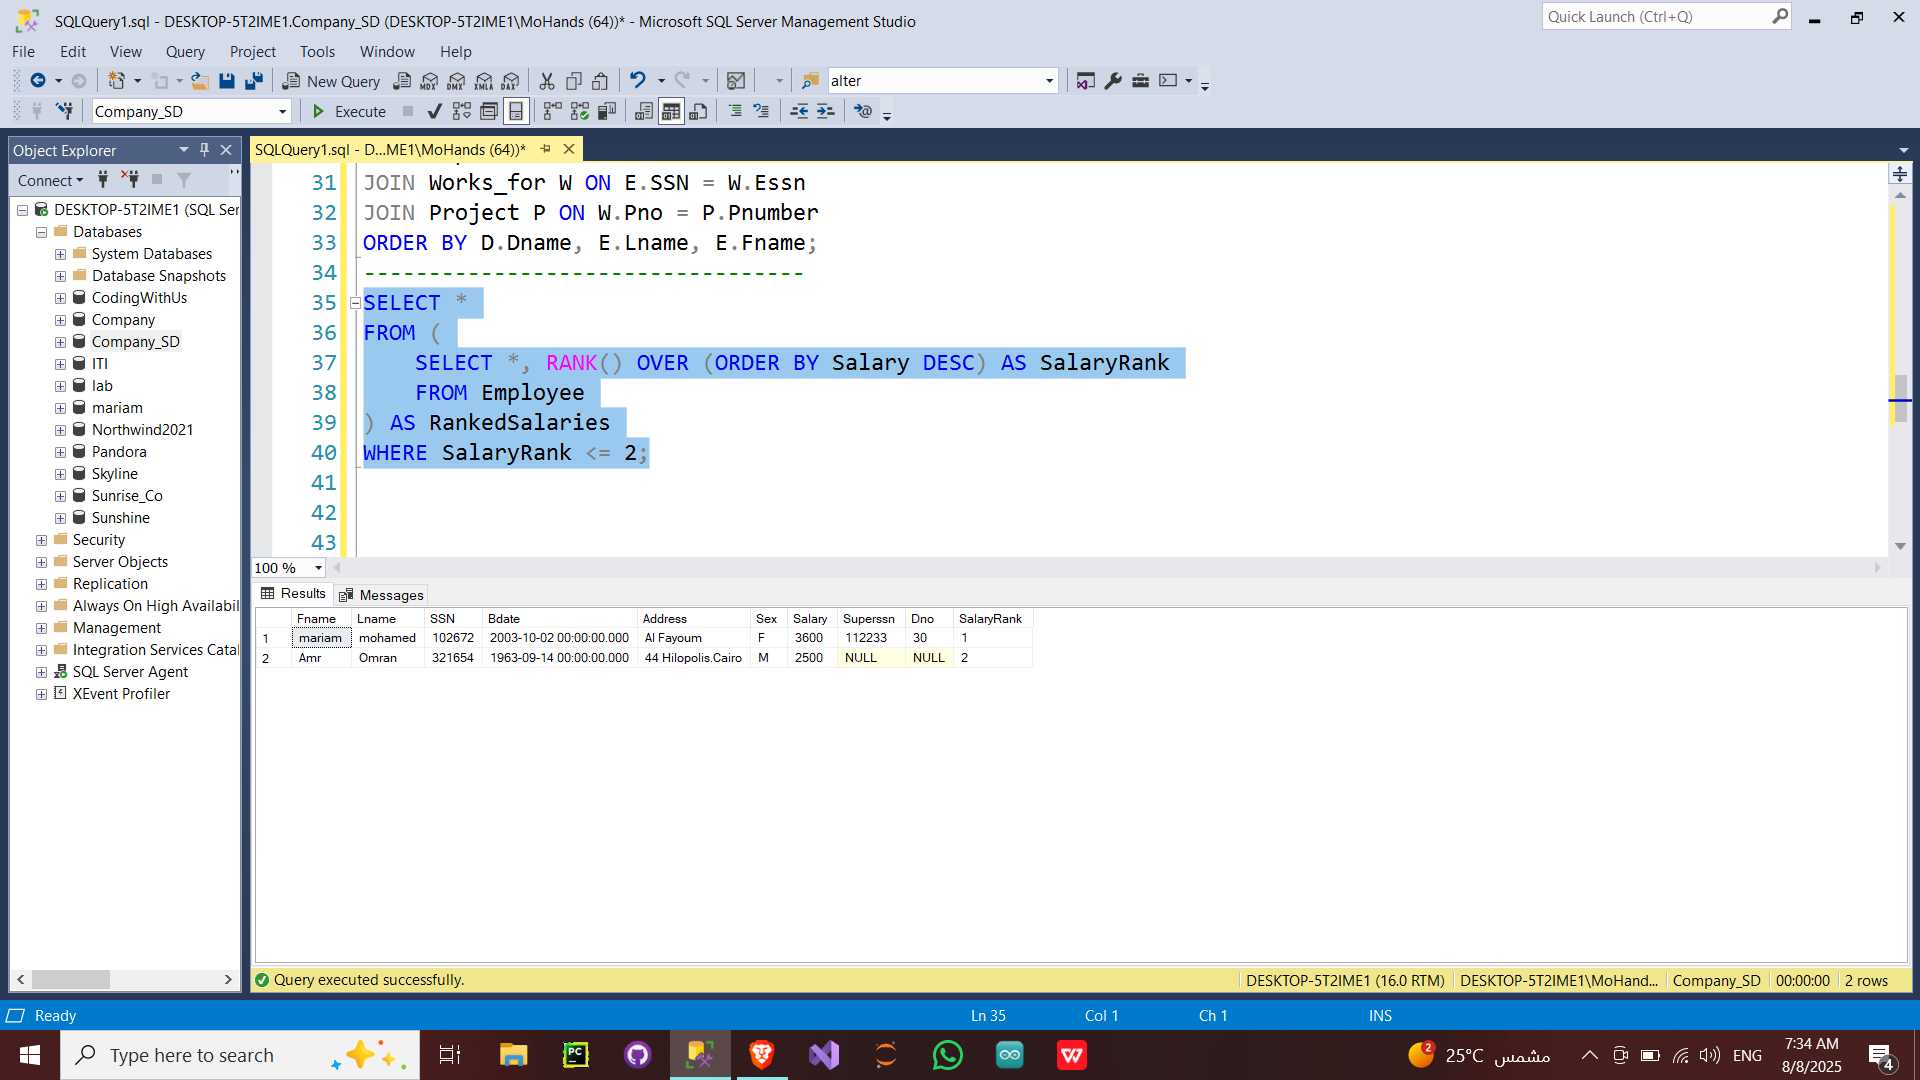 SQLQuery1.sql - DESKTOP-5T2IME1.Company_SD (DESKTOP-5T2IME1\MoHands (64))* - Microsoft SQL Server Management Studio
Quick Launch (Ctrl+Q)
File Edit View Query Project Tools Window Help
New Query MDX DMX XMLA DAX alter
Company_SD Execute
Object Explorer
SQLQuery1.sql - D...ME1\MoHands (64))*
Connect
DESKTOP-5T2IME1 (SQL Ser
Databases
System Databases
Database Snapshots
CodingWithUs
Company
Company_SD
ITI
lab
mariam
Northwind2021
Pandora
Skyline
Sunrise_Co
Sunshine
Security
Server Objects
Replication
Always On High Availabil
Management
Integration Services Catal
SQL Server Agent
XEvent Profiler
31 JOIN Works_for W ON E.SSN = W.Essn
32 JOIN Project P ON W.Pno = P.Pnumber
33 ORDER BY D.Dname, E.Lname, E.Fname;
34 ----------------------------------
35 SELECT *
36 FROM (
37 SELECT *, RANK() OVER (ORDER BY Salary DESC) AS SalaryRank
38 FROM Employee
39 ) AS RankedSalaries
40 WHERE SalaryRank <= 2;
41
42
43
100 %
Results Messages
Fname Lname SSN Bdate Address Sex Salary Superssn Dno SalaryRank
1 mariam mohamed 102672 2003-10-02 00:00:00.000 Al Fayoum F 3600 112233 30 1
2 Amr Omran 321654 1963-09-14 00:00:00.000 44 Hilopolis.Cairo M 2500 NULL NULL 2
Query executed successfully. DESKTOP-5T2IME1 (16.0 RTM) DESKTOP-5T2IME1\MoHand... Company_SD 00:00:00 2 rows
Ready Ln 35 Col 1 Ch 1 INS
Type here to search
PC
W
2
25°C مشمس
ENG
7:34 AM
8/8/2025
4